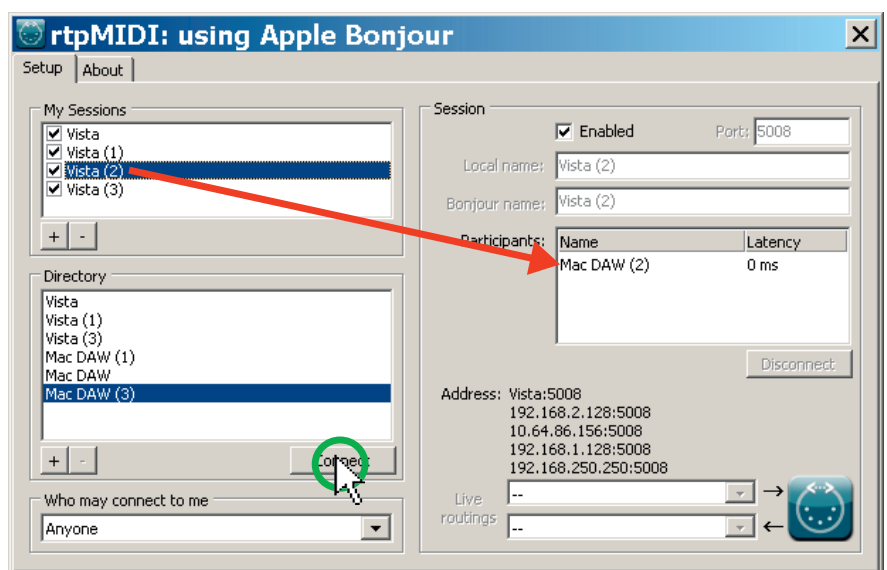 rtpMIDI: using Apple Bonjour
Setup
About
My Sessions
Vista
Vista (1)
Vista (2)
Vista (3)
+ -
Directory
Vista
Vista (1)
Vista (3)
Mac DAW (1)
Mac DAW
Mac DAW (3)
+ -
Connect
Who may connect to me
Anyone
Session
Enabled
Port: 5008
Local name: Vista (2)
Bonjour name: Vista (2)
Participants:
Name Latency
Mac DAW (2) 0 ms
Disconnect
Address: Vista:5008
192.168.2.128:5008
10.64.86.156:5008
192.168.1.128:5008
192.168.250.250:5008
Live
routings
--
--